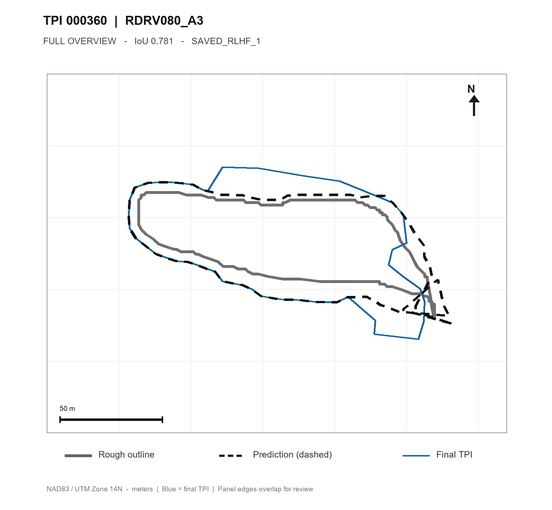 TPI 000360 | RDRV080_A3
FULL OVERVIEW - IoU 0.781 - SAVED_RLHF_1
N
50 m
Rough outline
Prediction (dashed)
Final TPI
NAD83 / UTM Zone 14N - meters | Blue = final TPI | Panel edges overlap for review